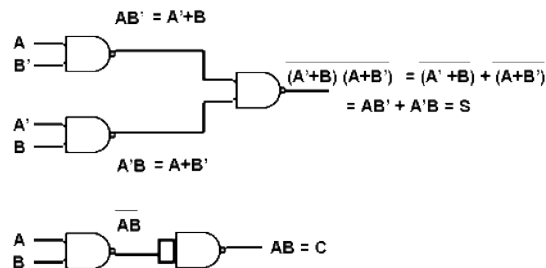 AB' = A'+B
A
B'
(A'+B) (A+B') = (A' +B) + (A+B')
= AB' + A'B = S
A'
B
A'B = A+B'
AB
A
B
AB = C